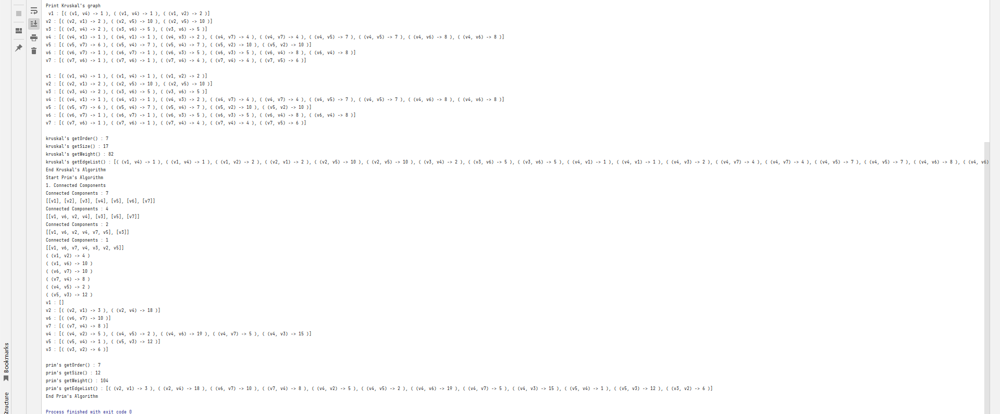 Print Kruskal's graph
v1 : [( (v1, v4) -> 1 ), ( (v1, v4) -> 1 ), ( (v1, v2) -> 2 )]
v2 : [( (v2, v1) -> 2 ), ( (v2, v5) -> 10 ), ( (v2, v5) -> 10 )]
v3 : [( (v3, v4) -> 2 ), ( (v3, v6) -> 5 ), ( (v3, v6) -> 5 )]
v4 : [( (v4, v1) -> 1 ), ( (v4, v1) -> 1 ), ( (v4, v3) -> 2 ), ( (v4, v7) -> 4 ), ( (v4, v7) -> 4 ), ( (v4, v5) -> 7 ), ( (v4, v5) -> 7 ), ( (v4, v6) -> 8 ), ( (v4, v6) -> 8 )]
v5 : [( (v5, v7) -> 6 ), ( (v5, v4) -> 7 ), ( (v5, v4) -> 7 ), ( (v5, v2) -> 10 ), ( (v5, v2) -> 10 )]
v6 : [( (v6, v7) -> 1 ), ( (v6, v7) -> 1 ), ( (v6, v3) -> 5 ), ( (v6, v3) -> 5 ), ( (v6, v4) -> 8 ), ( (v6, v4) -> 8 )]
v7 : [( (v7, v6) -> 1 ), ( (v7, v6) -> 1 ), ( (v7, v4) -> 4 ), ( (v7, v4) -> 4 ), ( (v7, v5) -> 6 )]
v1 : [( (v1, v4) -> 1 ), ( (v1, v4) -> 1 ), ( (v1, v2) -> 2 )]
v2 : [( (v2, v1) -> 2 ), ( (v2, v5) -> 10 ), ( (v2, v5) -> 10 )]
v3 : [( (v3, v4) -> 2 ), ( (v3, v6) -> 5 ), ( (v3, v6) -> 5 )]
v4 : [( (v4, v1) -> 1 ), ( (v4, v1) -> 1 ), ( (v4, v3) -> 2 ), ( (v4, v7) -> 4 ), ( (v4, v7) -> 4 ), ( (v4, v5) -> 7 ), ( (v4, v5) -> 7 ), ( (v4, v6) -> 8 ), ( (v4, v6) -> 8 )]
v5 : [( (v5, v7) -> 6 ), ( (v5, v4) -> 7 ), ( (v5, v4) -> 7 ), ( (v5, v2) -> 10 ), ( (v5, v2) -> 10 )]
v6 : [( (v6, v7) -> 1 ), ( (v6, v7) -> 1 ), ( (v6, v3) -> 5 ), ( (v6, v3) -> 5 ), ( (v6, v4) -> 8 ), ( (v6, v4) -> 8 )]
v7 : [( (v7, v6) -> 1 ), ( (v7, v6) -> 1 ), ( (v7, v4) -> 4 ), ( (v7, v4) -> 4 ), ( (v7, v5) -> 6 )]
kruskal's getOrder() : 7
kruskal's getSize() : 17
kruskal's getWeight() : 82
kruskal's getEdgeList() : [( (v1, v4) -> 1 ), ( (v1, v4) -> 1 ), ( (v1, v2) -> 2 ), ( (v2, v1) -> 2 ), ( (v2, v5) -> 10 ), ( (v2, v5) -> 10 ), ( (v3, v4) -> 2 ), ( (v3, v6) -> 5 ), ( (v3, v6) -> 5 ), ( (v4, v1) -> 1 ), ( (v4, v1) -> 1 ), ( (v4, v3) -> 2 ), ( (v4, v7) -> 4 ), ( (v4, v7) -> 4 ), ( (v4, v5) -> 7 ), ( (v4, v5) -> 7 ), ( (v4, v6) -> 8 ), ( (v4, v6)
End Kruskal's Algorithm
Start Prim's Algorithm
1. Connected Components
Connected Components : 7
[[v1], [v2], [v3], [v4], [v5], [v6], [v7]]
Connected Components : 4
[[v1, v6, v2, v4], [v3], [v5], [v7]]
Connected Components : 2
[[v1, v6, v2, v4, v7, v5], [v3]]
Connected Components : 1
[[v1, v6, v7, v4, v3, v2, v5]]
( (v1, v2) -> 4 )
( (v1, v6) -> 10 )
( (v6, v7) -> 10 )
( (v7, v4) -> 8 )
( (v4, v5) -> 2 )
( (v5, v3) -> 12 )
v1 : []
v2 : [( (v2, v1) -> 3 ), ( (v2, v4) -> 18 )]
v6 : [( (v6, v7) -> 10 )]
v7 : [( (v7, v4) -> 8 )]
v4 : [( (v4, v2) -> 5 ), ( (v4, v5) -> 2 ), ( (v4, v6) -> 19 ), ( (v4, v7) -> 5 ), ( (v4, v3) -> 15 )]
v5 : [( (v5, v4) -> 1 ), ( (v5, v3) -> 12 )]
v3 : [( (v3, v2) -> 6 )]
prim's getOrder() : 7
prim's getSize() : 12
prim's getWeight() : 104
prim's getEdgeList() : [( (v2, v1) -> 3 ), ( (v2, v4) -> 18 ), ( (v6, v7) -> 10 ), ( (v7, v4) -> 8 ), ( (v4, v2) -> 5 ), ( (v4, v5) -> 2 ), ( (v4, v6) -> 19 ), ( (v4, v7) -> 5 ), ( (v4, v3) -> 15 ), ( (v5, v4) -> 1 ), ( (v5, v3) -> 12 ), ( (v3, v2) -> 6 )]
End Prim's Algorithm
Process finished with exit code 0
Bookmarks
Structure